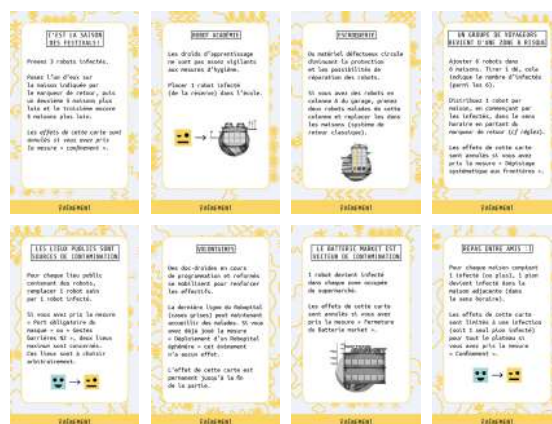 C'EST LA SAISON
DES FESTIVALS!
Prenez 3 robots infectés.
Posez l'un d'eux sur
la maison indiquée par
le marqueur de retour, puis
un deuxième 6 maisons plus
loin et le troisième encore
6 maisons plus loin.
Les effets de cette carte sont
annulés si vous avez pris
la mesure « confinement ».
ÉVÉNEMENT
ROBOT ACADÉMIE
Les droïds d'apprentissage
ne sont pas assez vigilants
aux mesures d'hygiène.
Placer 1 robot infecté
(de la réserve) dans l'école.
ÉVÉNEMENT
ESCROQUERIE
Du matériel défectueux circule
diminuant la protection
et les possibilités de
réparation des robots.
Si vous avez des robots en
colonne A du garage, prenez
deux robots malades de cette
colonne et replacez les dans
les maisons (système de
retour classique).
ÉVÉNEMENT
UN GROUPE DE VOYAGEURS
REVIENT D'UNE ZONE À RISQUE
Ajouter 6 robots dans
6 maisons. Tirer 1 dé, cela
indique le nombre d'infectés
(parmi les 6).
Distribuez 1 robot par
maison, en commençant par
les infectés, dans le sens
horaire en partant du
marqueur de retour (cf règles).
Les effets de cette carte
sont annulés si vous avez
pris la mesure « Dépistage
systématique aux frontières ».
ÉVÉNEMENT
LES LIEUX PUBLICS SONT
SOURCES DE CONTAMINATION
Pour chaque lieu public
contenant des robots,
remplacer 1 robot sain
par 1 robot infecté.
Si vous avez pris la mesure
« Port obligatoire du
masque » ou « Gestes
barrières N2 », deux lieux
maximum sont concernés.
Ces lieux sont à choisir
arbitrairement.
ÉVÉNEMENT
VOLONTAIRES
Des doc-droïdes en cours
de programmation et reformés
se mobilisent pour renforcer
les effectifs.
La dernière ligne du Robopital
(cases grises) peut maintenant
accueillir des malades. Si vous
avez déjà joué la mesure
« Déploiement d'un Robopital
Éphémère » cet événement
n'a aucun effet.
L'effet de cette carte est
permanent jusqu'à la fin
de la partie.
ÉVÉNEMENT
LE BATTERIE MARKET EST
VECTEUR DE CONTAMINATION
1 robot devient infecté
dans chaque zone occupée
du supermarché.
Les effets de cette carte
sont annulés si vous avez
pris la mesure « Fermeture
du Batterie market ».
ÉVÉNEMENT
REPAS ENTRE AMIS !
Pour chaque maison comptant
1 infecté (ou plus), 1 pion
devient infecté dans la
maison adjacente (dans
le sens horaire).
Les effets de cette carte
sont limités à une infection
(soit 1 seul plus infecté)
pour tout le plateau si
vous avez pris la mesure
« Confinement ».
ÉVÉNEMENT